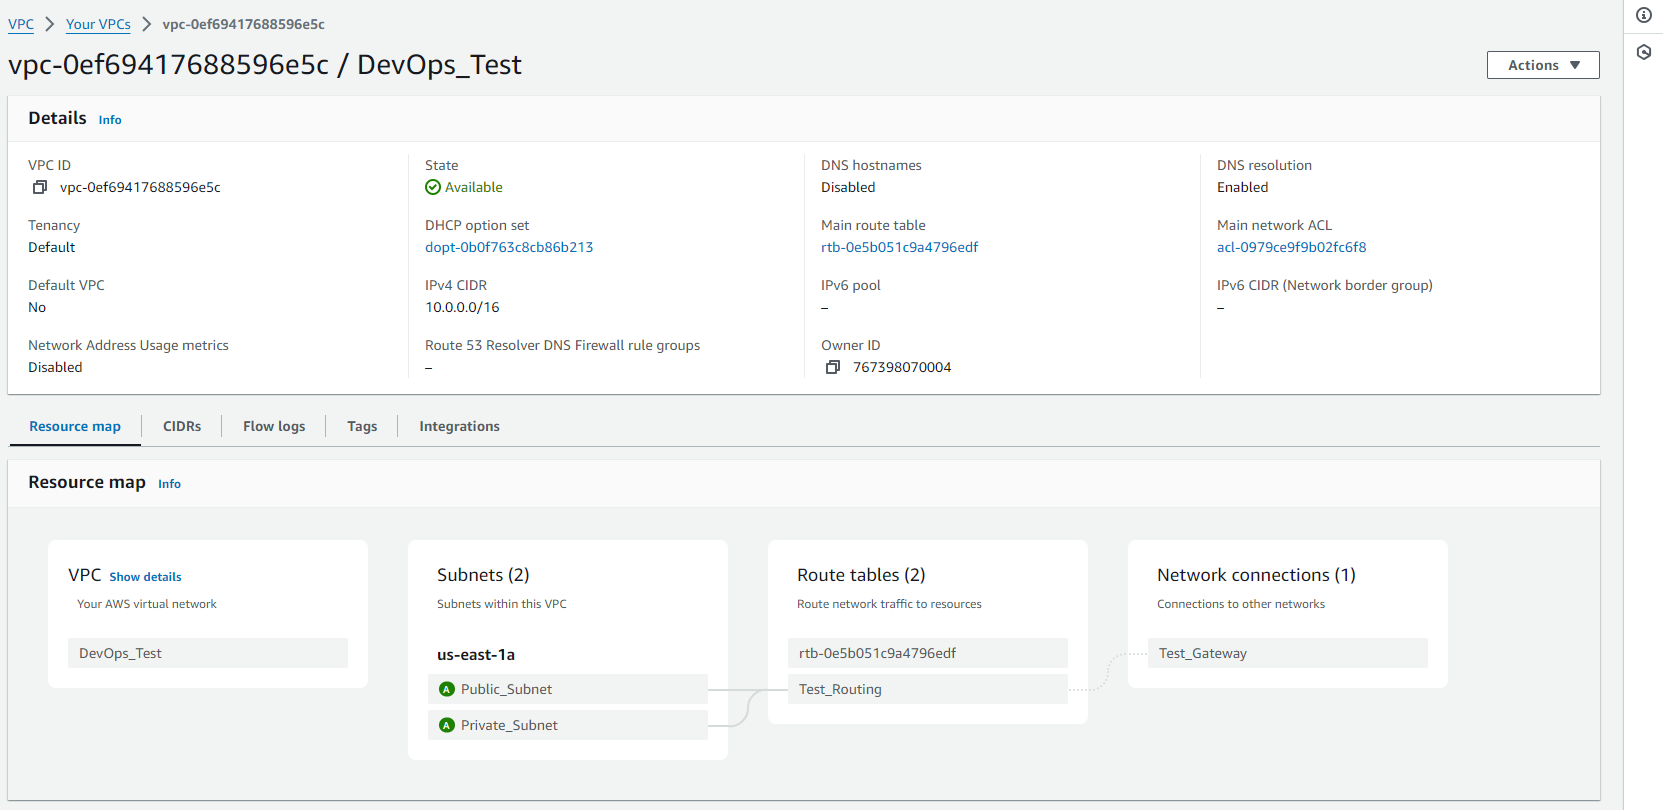 VPC > Your VPCs > vpc-0ef69417688596e5c
vpc-0ef69417688596e5c / DevOps_Test
Actions
Details Info
VPC ID
vpc-0ef69417688596e5c
State
Available
DNS hostnames
Disabled
DNS resolution
Enabled
Tenancy
Default
DHCP option set
dopt-0b0f763c8cb86b213
Main route table
rtb-0e5b051c9a4796edf
Main network ACL
acl-0979ce9f9b02fc6f8
Default VPC
No
IPv4 CIDR
10.0.0.0/16
IPv6 pool
–
IPv6 CIDR (Network border group)
–
Network Address Usage metrics
Disabled
Route 53 Resolver DNS Firewall rule groups
–
Owner ID
767398070004
Resource map CIDRs Flow logs Tags Integrations
Resource map Info
VPC Show details
Your AWS virtual network
DevOps_Test
Subnets (2)
Subnets within this VPC
us-east-1a
A Public_Subnet
A Private_Subnet
Route tables (2)
Route network traffic to resources
rtb-0e5b051c9a4796edf
Test_Routing
Network connections (1)
Connections to other networks
Test_Gateway